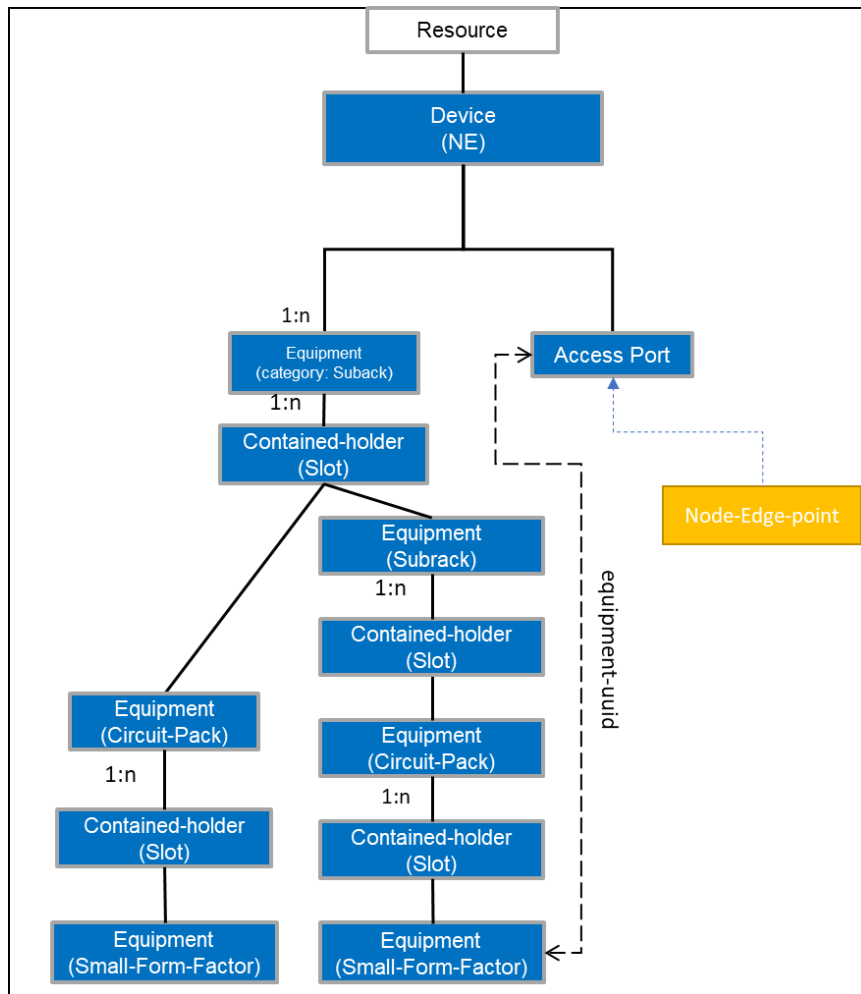 Resource
Device
(NE)
1:n
Equipment
(category: Suback)
Access Port
1:n
Contained-holder
(Slot)
Node-Edge-point
Equipment
(Subrack)
1:n
equipment-uuid
Contained-holder
(Slot)
Equipment
(Circuit-Pack)
Equipment
(Circuit-Pack)
1:n
1:n
Contained-holder
(Slot)
Contained-holder
(Slot)
Equipment
(Small-Form-Factor)
Equipment
(Small-Form-Factor)